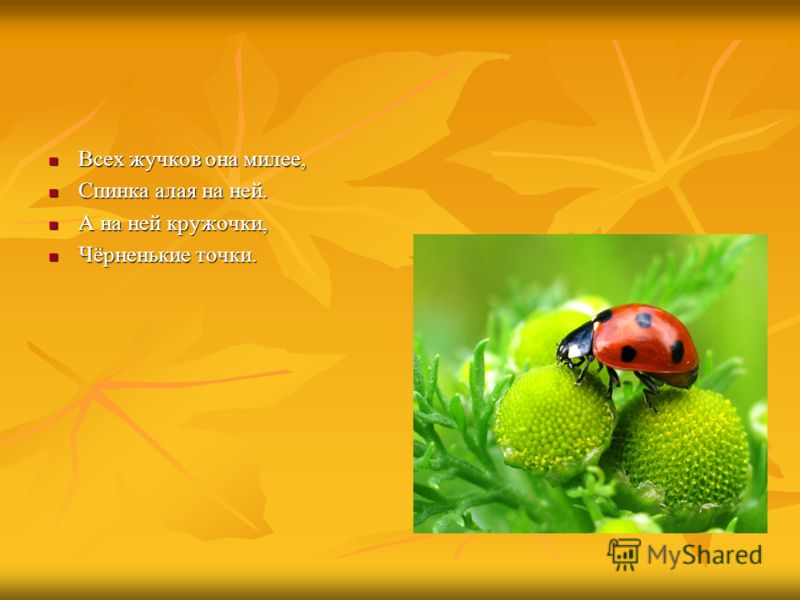 Всех жучков она милее,
Спинка алая на ней.
А на ней кружочки,
Чёрненькие точки.
MyShared